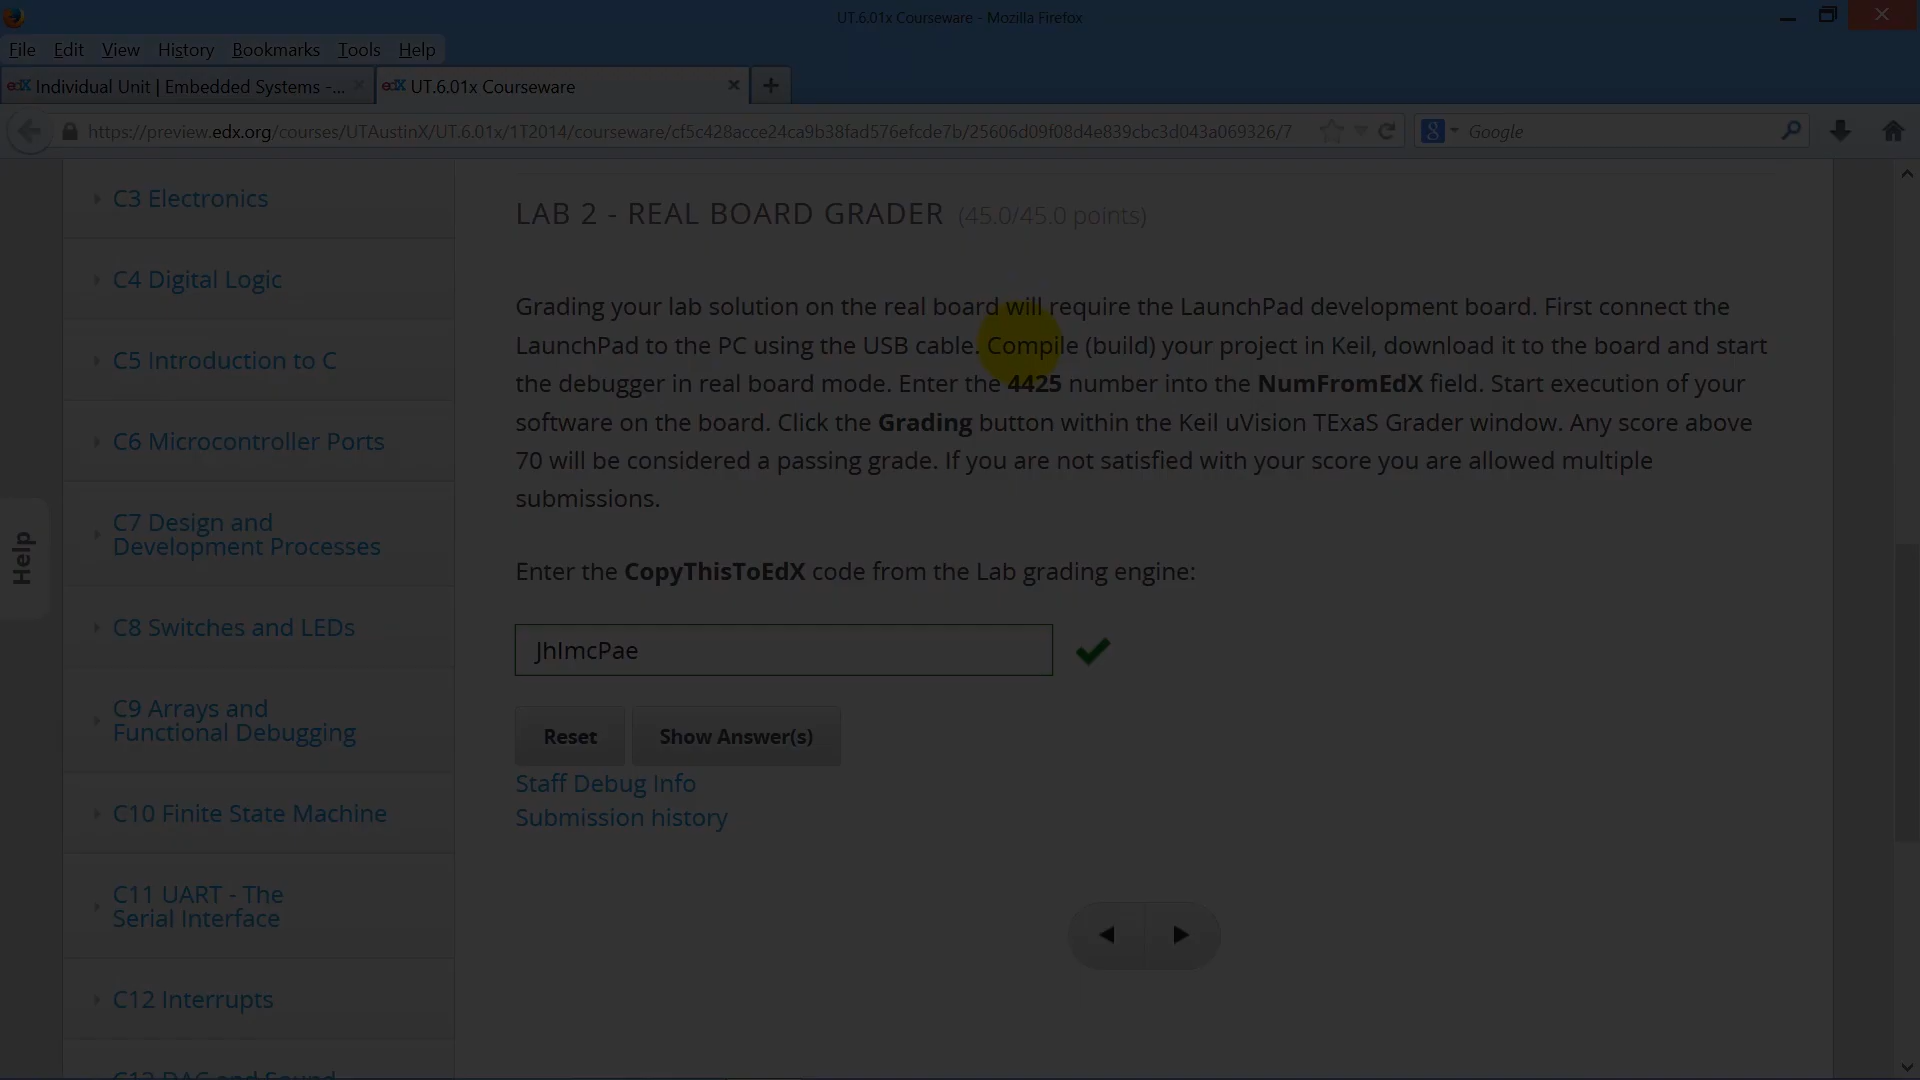 UT.6.01x Courseware - Mozilla Firefox
File Edit View History Bookmarks Tools Help
edX Individual Unit | Embedded Systems -...
edX UT.6.01x Courseware
https://preview.edx.org/courses/UTAustinX/UT.6.01x/1T2014/courseware/cf5c428acce24ca9b38fad576efcde7b/25606d09f08d4e839cbc3d043a069326/7
8 Google
C3 Electronics
C4 Digital Logic
C5 Introduction to C
C6 Microcontroller Ports
C7 Design and
Development Processes
C8 Switches and LEDs
C9 Arrays and
Functional Debugging
C10 Finite State Machine
C11 UART - The
Serial Interface
C12 Interrupts
C13 DAC and Sound
Help
LAB 2 - REAL BOARD GRADER (45.0/45.0 points)
Grading your lab solution on the real board will require the LaunchPad development board. First connect the
LaunchPad to the PC using the USB cable. Compile (build) your project in Keil, download it to the board and start
the debugger in real board mode. Enter the 4425 number into the NumFromEdX field. Start execution of your
software on the board. Click the Grading button within the Keil uVision TExaS Grader window. Any score above
70 will be considered a passing grade. If you are not satisfied with your score you are allowed multiple
submissions.
Enter the CopyThisToEdX code from the Lab grading engine:
JhImcPae
Reset Show Answer(s)
Staff Debug Info
Submission history